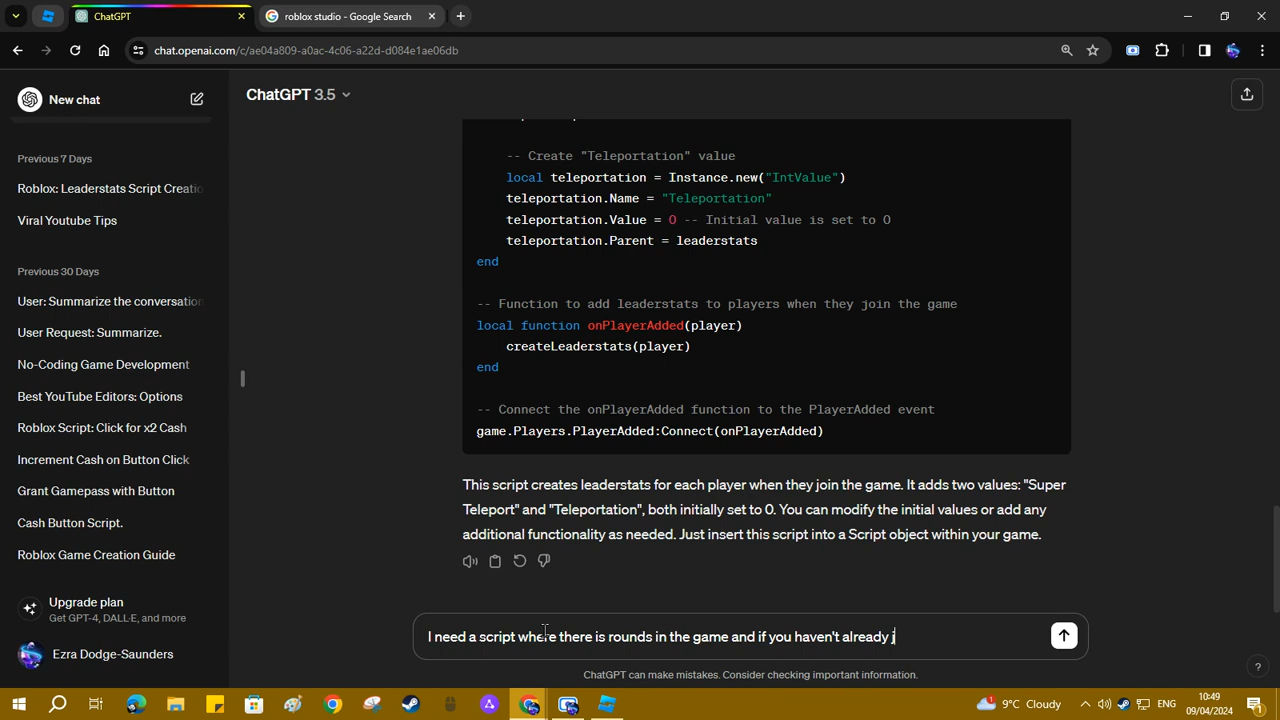 ChatGPT
roblox studio - Google Search
chat.openai.com/c/ae04a809-a0ac-4c06-a22d-d084e1ae06db
New chat
ChatGPT 3.5
Previous 7 Days
Roblox: Leaderstats Script Creatio
Viral Youtube Tips
Previous 30 Days
User: Summarize the conversation
User Request: Summarize.
No-Coding Game Development
Best YouTube Editors: Options
Roblox Script: Click for x2 Cash
Increment Cash on Button Click
Grant Gamepass with Button
Cash Button Script.
Roblox Game Creation Guide
Upgrade plan
Get GPT-4, DALL·E, and more
Ezra Dodge-Saunders
-- Create "Teleportation" value
local teleportation = Instance.new("IntValue")
teleportation.Name = "Teleportation"
teleportation.Value = 0 -- Initial value is set to 0
teleportation.Parent = leaderstats
end
-- Function to add leaderstats to players when they join the game
local function onPlayerAdded(player)
createLeaderstats(player)
end
-- Connect the onPlayerAdded function to the PlayerAdded event
game.Players.PlayerAdded:Connect(onPlayerAdded)
This script creates leaderstats for each player when they join the game. It adds two values: "Super
Teleport" and "Teleportation", both initially set to 0. You can modify the initial values or add any
additional functionality as needed. Just insert this script into a Script object within your game.
I need a script where there is rounds in the game and if you haven't already j
ChatGPT can make mistakes. Consider checking important information.
?
9°C Cloudy
ENG
10:49
09/04/2024